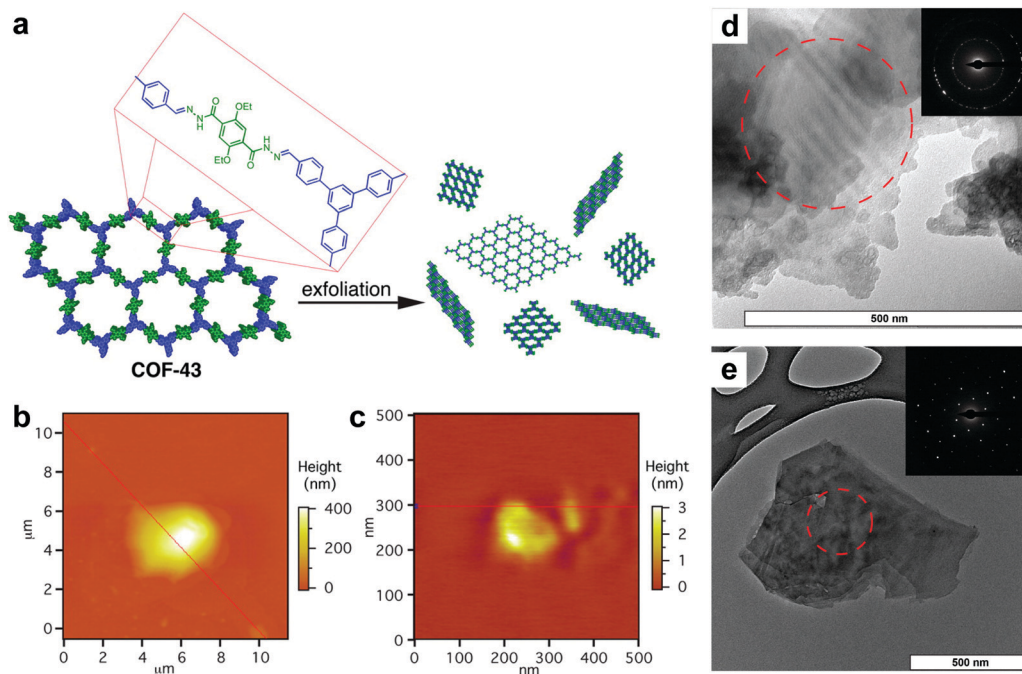 a
OEt
O
N
N
H
H
N
N
O
EtO
exfoliation
COF-43
b
10
8
6
4
2
0
μm
0 2 4 6 8 10
μm
Height
(nm)
400
200
0
c
500
400
300
200
100
0
nm
0 100 200 300 400 500
nm
Height
(nm)
3
2
1
0
d
500 nm
e
500 nm